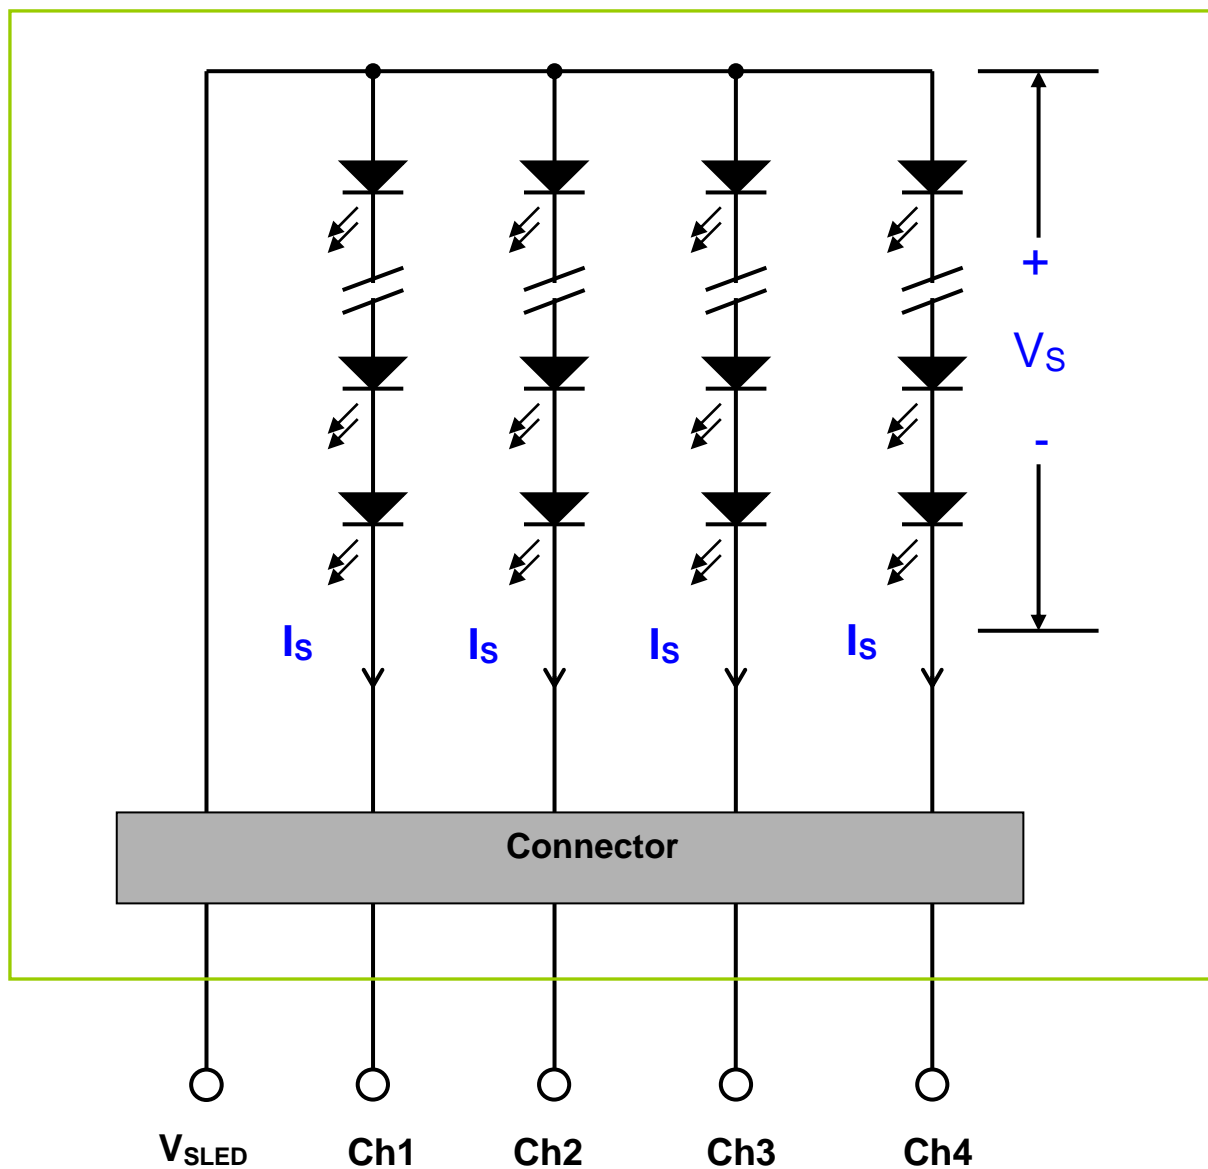 +
VS
-
IS IS IS IS
Connector
VSLED Ch1 Ch2 Ch3 Ch4